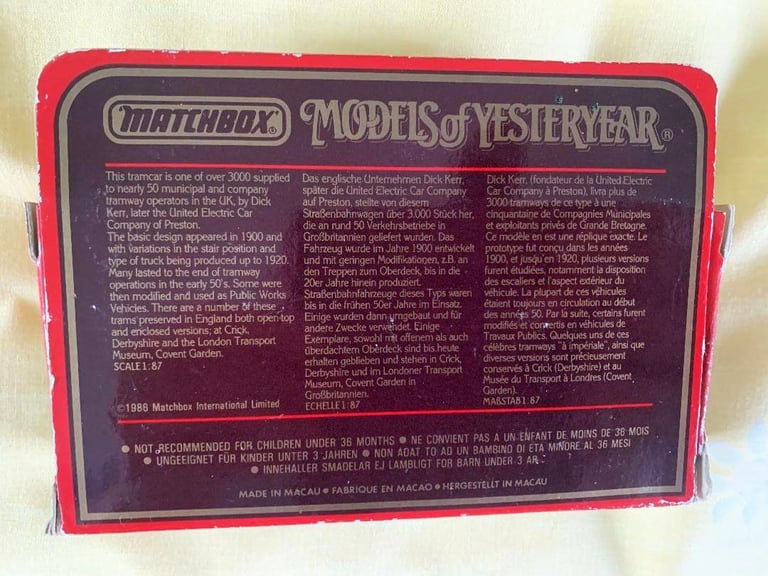 MATCHBOX® MODELS of YESTERYEAR®
This tramcar is one of over 3000 supplied
to nearly 50 municipal and company
tramway operators in the UK, by Dick
Kerr, later the United Electric Car
Company of Preston.
The basic design appeared in 1900 and
with variations in the stair position and
type of truck being produced up to 1920.
Many lasted to the end of tramway
operations in the early 50's. Some were
then modified and used as Public Works
Vehicles. There are a number of these
trams preserved in England both open top
and enclosed versions; at Crick,
Derbyshire and the London Transport
Museum, Covent Garden.
SCALE 1:87
©1986 Matchbox International Limited
Das englische Unternehmen Dick Kerr,
später die United Electric Car Company
auf Preston, stellte von diesem
Straßenbahnwagen über 3.000 Stück her,
die an rund 50 Verkehrsbetriebe in
Großbritannien geliefert wurden. Das
Fahrzeug wurde im Jahre 1900 entwickelt
und mit geringen Modifikationen, z.B. an
den Treppen zum Oberdeck, bis in die
20er Jahre hinein produziert.
Straßenbahnfahrzeuge dieses Typs waren
bis in die frühen 50er Jahre im Einsatz.
Einige wurden dann umgebaut und für
andere Zwecke verwendet. Einige
Exemplare, sowohl mit offenem als auch
überdachtem Oberdeck sind bis heute
erhalten geblieben und stehen in Crick,
Derbyshire und im Londoner Transport
Museum, Covent Garden in
Großbritannien.
ECHELLE 1:87
Dick Kerr, (fondateur de la United Electric
Car Company à Preston), livra plus de
3000 tramways de ce type à une
cinquantaine de Compagnies Municipales
et exploitants privés de Grande Bretagne.
Ce modèle en est une réplique exacte. Le
prototype fut conçu dans les années
1900, et jusqu'en 1920, plusieurs versions
furent étudiées, notamment la disposition
des escaliers et l'aspect extérieur du
véhicule. La plupart de ces véhicules
étaient toujours en circulation au début
des années 50. Par la suite, certains furent
modifiés et convertis en véhicules de
Travaux Publics. Quelques uns de ces
célèbres tramways "à impériale", ainsi que
diverses versions sont précieusement
conservés à Crick (Derbyshire) et au
Musée du Transport à Londres (Covent
Garden).
MAßSTAB 1:87
● NOT RECOMMENDED FOR CHILDREN UNDER 36 MONTHS ● NE CONVIENT PAS A UN ENFANT DE MOINS DE 36 MOIS
● UNGEEIGNET FÜR KINDER UNTER 3 JAHREN ● NON ADAT TO AD UN BAMBINO DI ETA MINORE AL 36 MESI
● INNEHALLER SMADELAR EJ LAMBLIGT FOR BARN UNDER 3 AR
MADE IN MACAU ● FABRIQUE EN MACAO ● HERGESTELLT IN MACAU